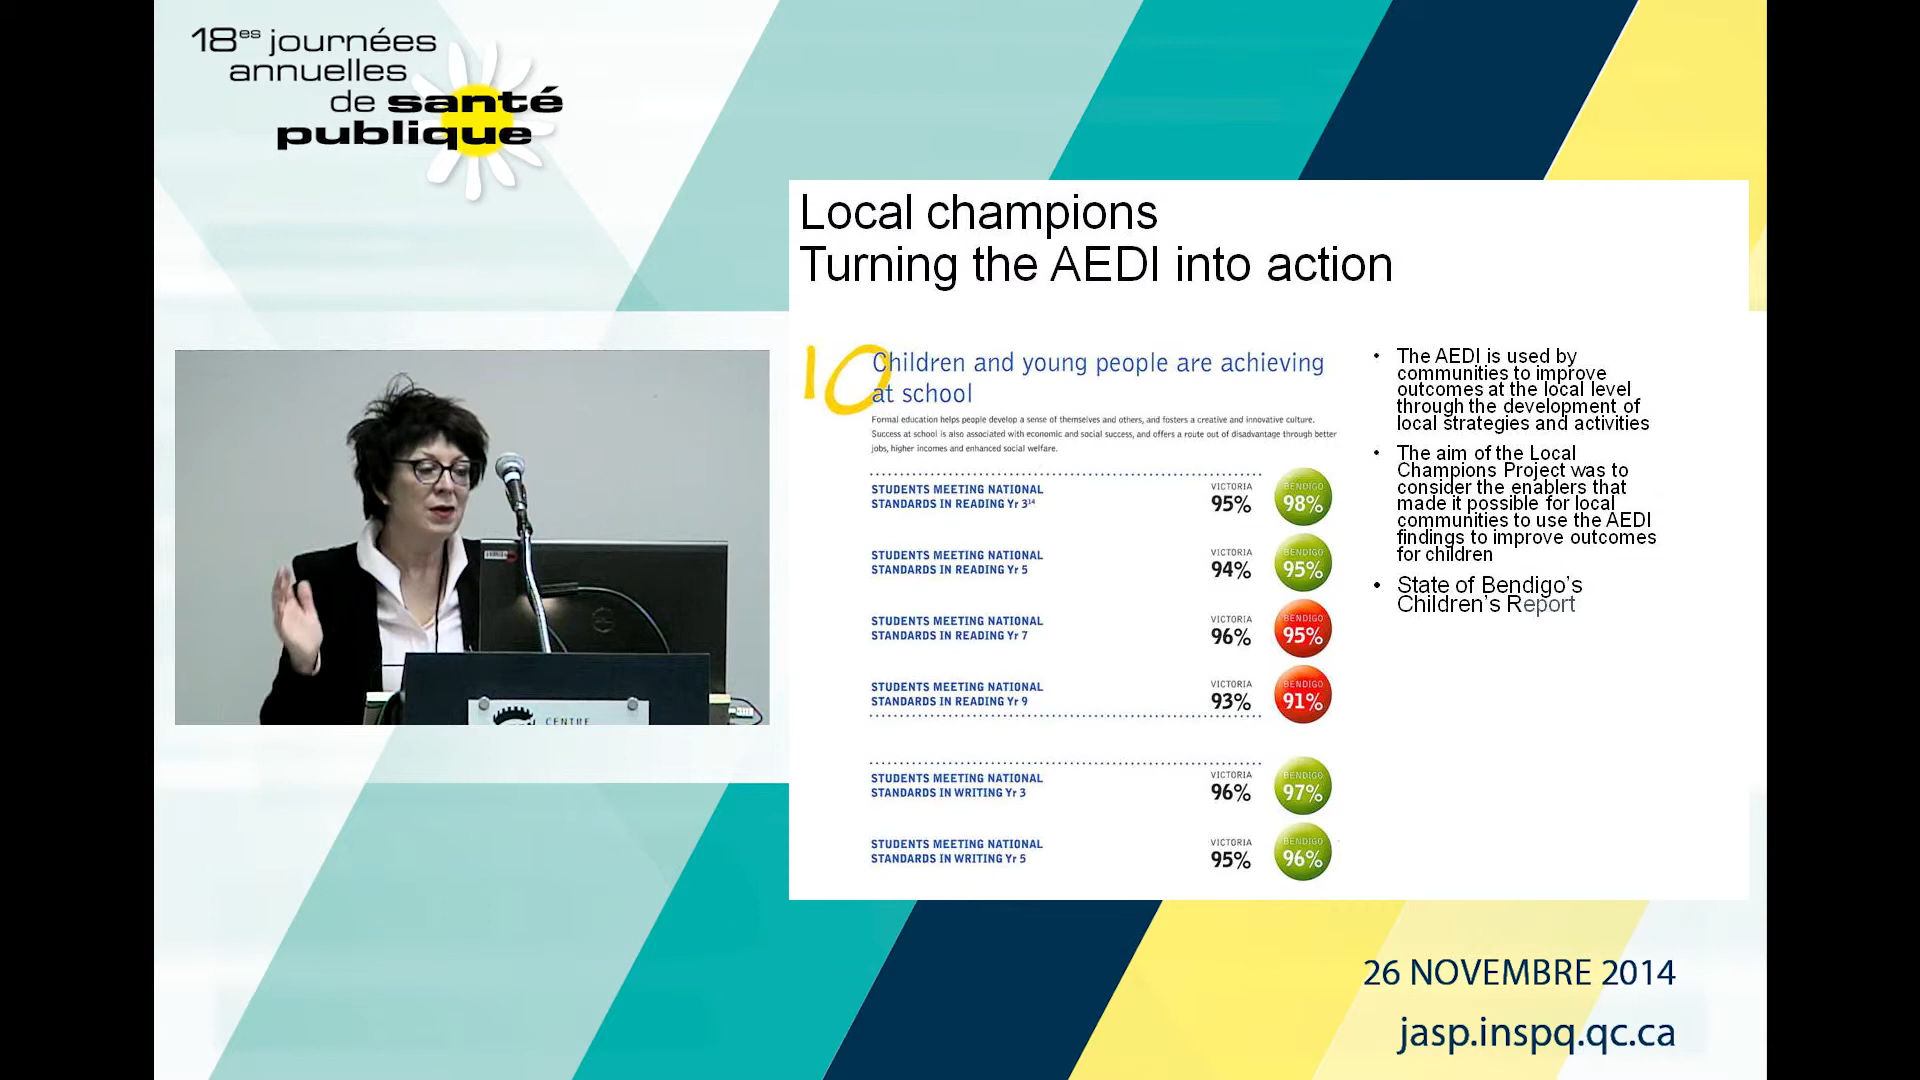 18es journées
annuelles
de santé
publique
Local champions
Turning the AEDI into action
10
Children and young people are achieving
at school
Formal education helps people develop a sense of themselves and others, and fosters a creative and innovative culture.
Success at school is also associated with economic and social success, and offers a route out of disadvantage through better
jobs, higher incomes and enhanced social welfare.
STUDENTS MEETING NATIONAL
STANDARDS IN READING Yr 3¹⁴
VICTORIA
95%
BENDIGO
98%
STUDENTS MEETING NATIONAL
STANDARDS IN READING Yr 5
VICTORIA
94%
BENDIGO
95%
STUDENTS MEETING NATIONAL
STANDARDS IN READING Yr 7
VICTORIA
96%
BENDIGO
95%
STUDENTS MEETING NATIONAL
STANDARDS IN READING Yr 9
VICTORIA
93%
BENDIGO
91%
STUDENTS MEETING NATIONAL
STANDARDS IN WRITING Yr 3
VICTORIA
96%
BENDIGO
97%
STUDENTS MEETING NATIONAL
STANDARDS IN WRITING Yr 5
VICTORIA
95%
BENDIGO
96%
• The AEDI is used by
communities to improve
outcomes at the local level
through the development of
local strategies and activities
• The aim of the Local
Champions Project was to
consider the enablers that
made it possible for local
communities to use the AEDI
findings to improve outcomes
for children
• State of Bendigo's
Children's Report
CENTRE
26 NOVEMBRE 2014
jasp.inspq.qc.ca